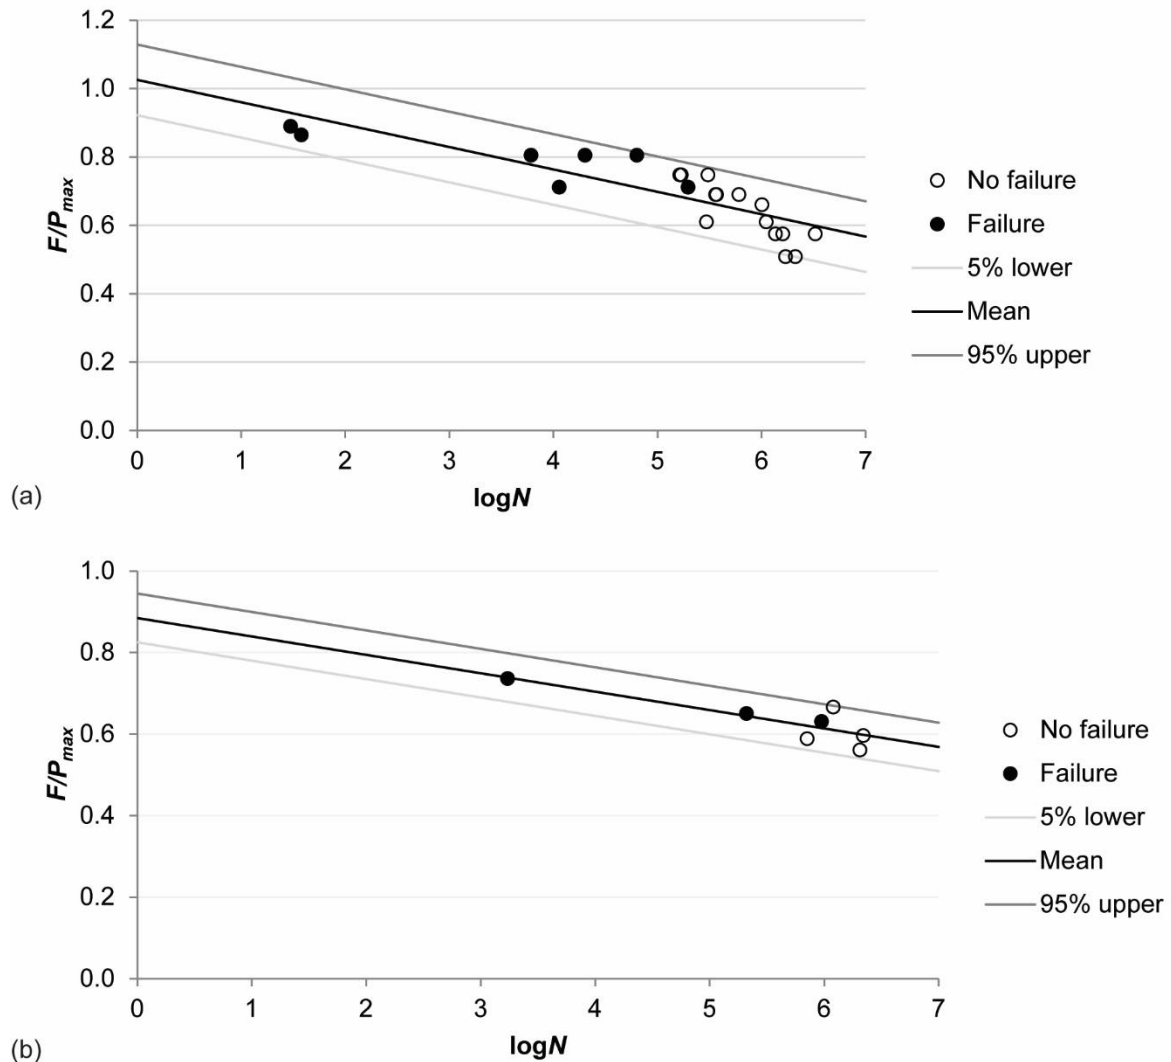 1.2
1.0
0.8
0.6
0.4
0.2
0.0
F/Pmax
0 1 2 3 4 5 6 7
logN
No failure
Failure
5% lower
Mean
95% upper
(a)
1.0
0.8
0.6
0.4
0.2
0.0
F/Pmax
0 1 2 3 4 5 6 7
logN
No failure
Failure
5% lower
Mean
95% upper
(b)